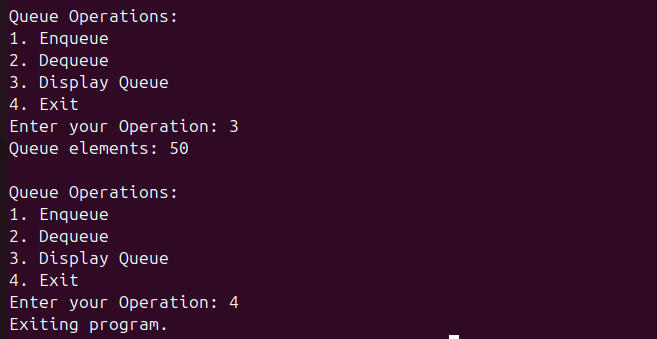 Queue Operations:
1. Enqueue
2. Dequeue
3. Display Queue
4. Exit
Enter your Operation: 3
Queue elements: 50

Queue Operations:
1. Enqueue
2. Dequeue
3. Display Queue
4. Exit
Enter your Operation: 4
Exiting program.